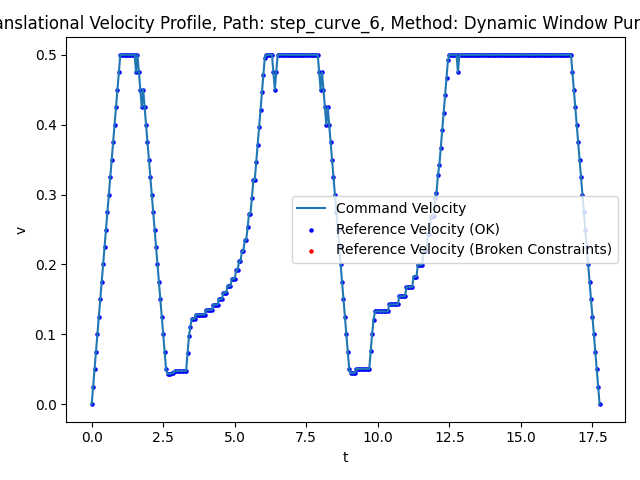 anslational Velocity Profile, Path: step_curve_6, Method: Dynamic Window Pur
0.5
0.4
0.3
0.2
0.1
0.0
v
Command Velocity
Reference Velocity (OK)
Reference Velocity (Broken Constraints)
0.0 2.5 5.0 7.5 10.0 12.5 15.0 17.5
t